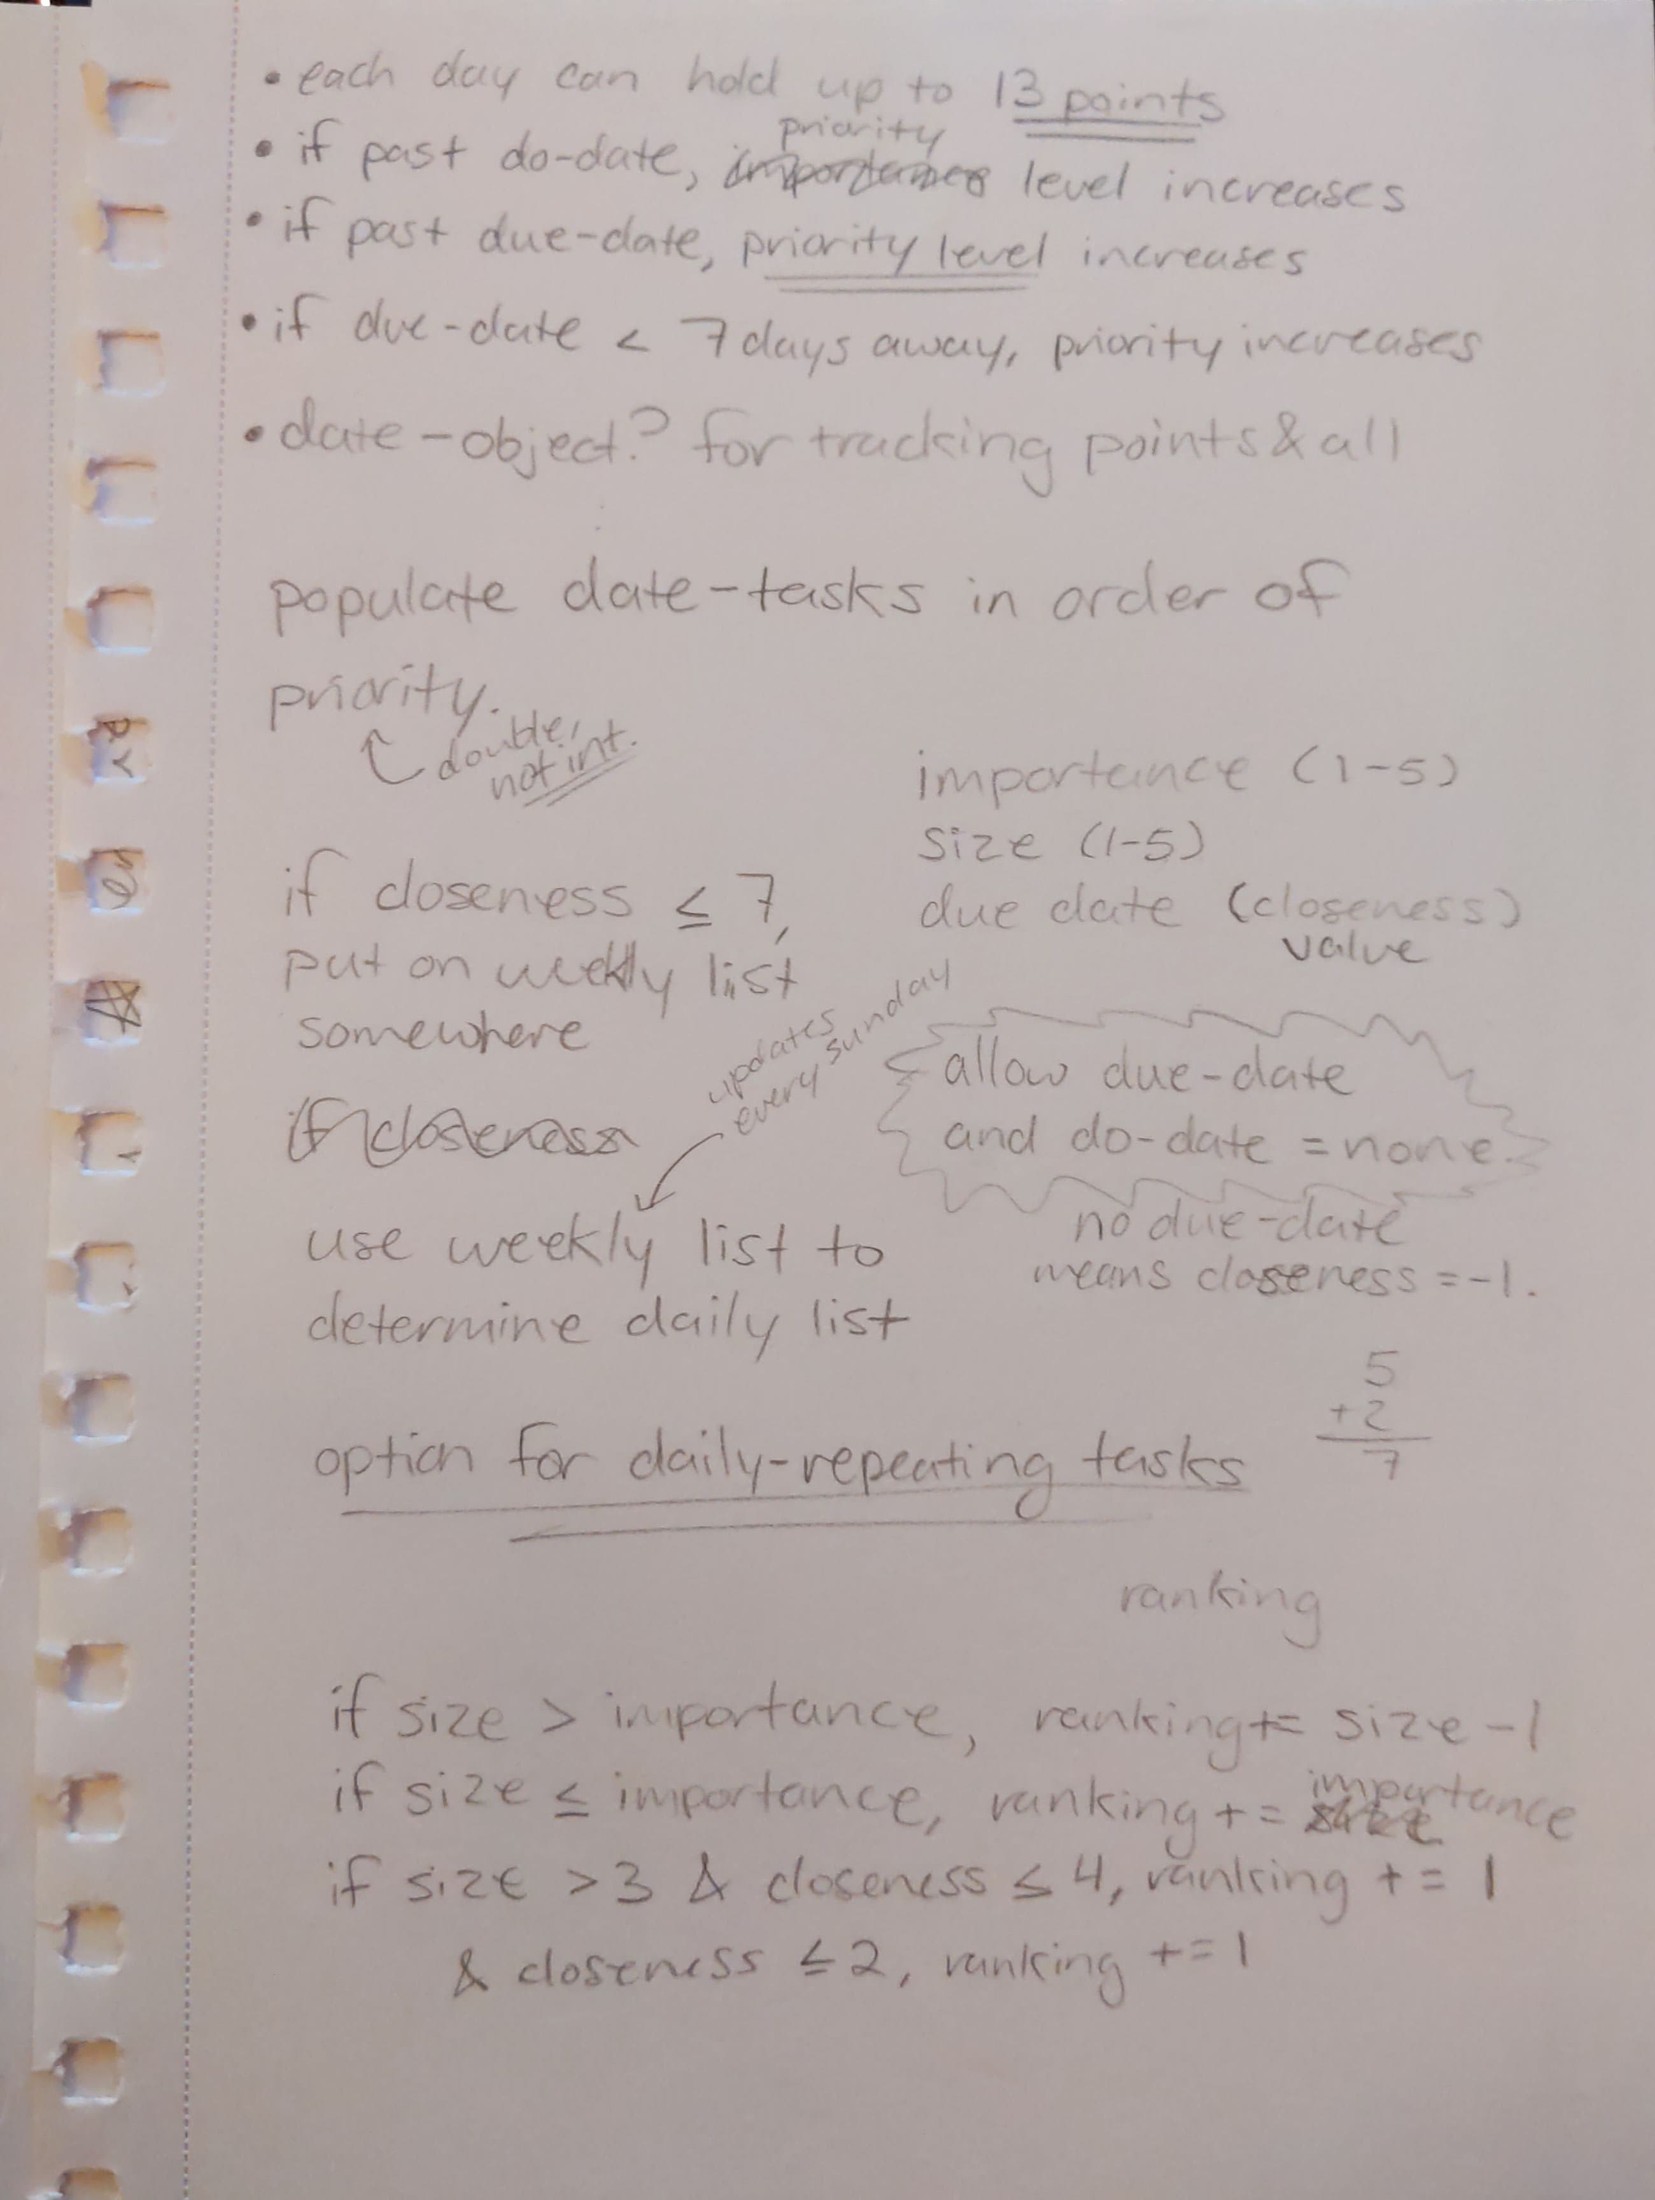 • each day can hold up to 13 points
priority
• if past do-date, importance level increases
• if past due-date, priority level increases
• if due-date < 7 days away, priority increases
• date-object? for tracking points & all
populate date-tasks in order of
priority.
double,
not int.
importance (1-5)
size (1-5)
due date (closeness)
value
if closeness ≤ 7,
put on weekly list
somewhere
if closeness
updates
every sunday
allow due-date
and do-date = none
no due-date
means closeness = -1.
use weekly list to
determine daily list
5
+2
7
option for daily-repeating tasks
ranking
if size > importance, ranking += size - 1
importance
if size ≤ importance, ranking += size
if size > 3 & closeness ≤ 4, ranking += 1
& closeness ≤ 2, ranking += 1